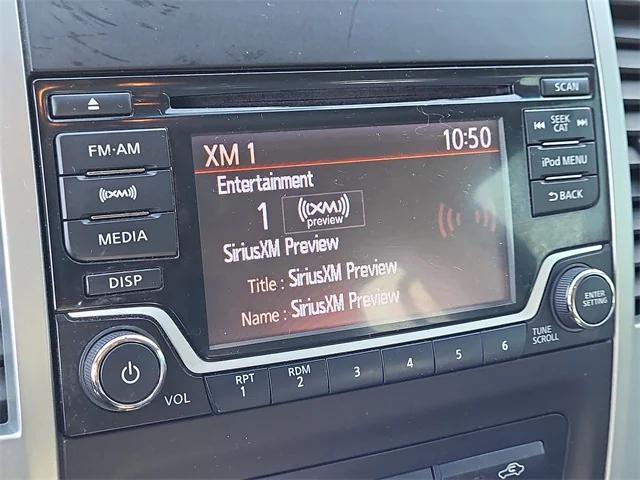 SCAN
FM·AM
XM
MEDIA
DISP
VOL
XM 1
10:50
Entertainment
1
XM
preview
SiriusXM Preview
Title : SiriusXM Preview
Name : SiriusXM Preview
SEEK
CAT
iPod MENU
BACK
ENTER
SETTING
TUNE
SCROLL
RPT
1
RDM
2
3
4
5
6